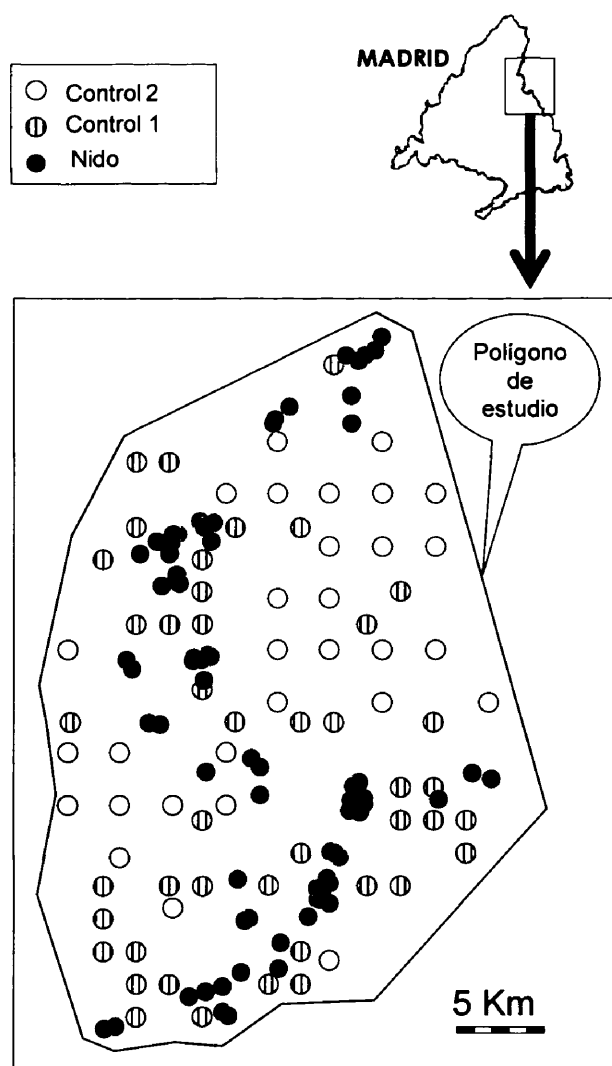 MADRID
Control 2
Control 1
Nido
Polígono
de
estudio
5 Km